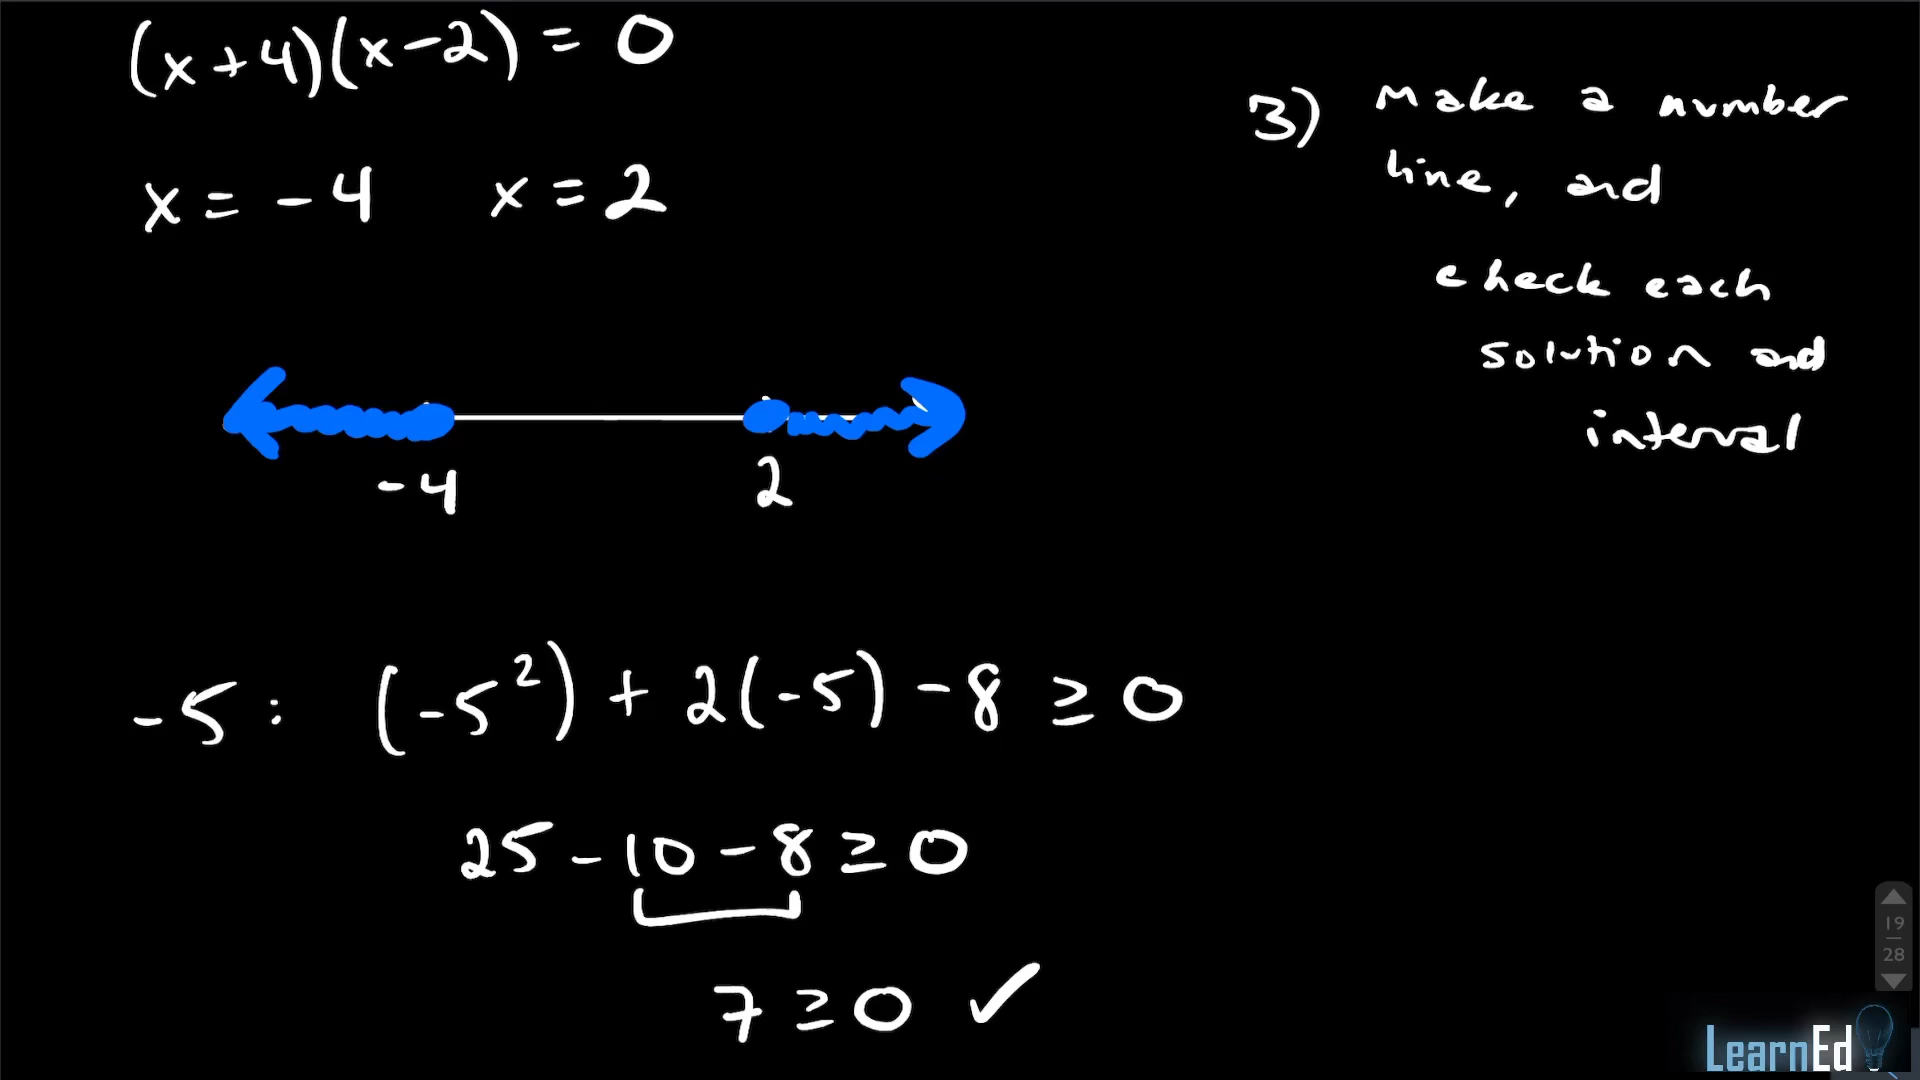 (x+4)(x-2) = 0
x = -4 x = 2
3) Make a number
line, and
check each
solution and
interval
-4 2
-5: (-5²) + 2(-5) - 8 ≥ 0
25 - 10 - 8 ≥ 0
7 ≥ 0 ✓
19
28
LearnEd